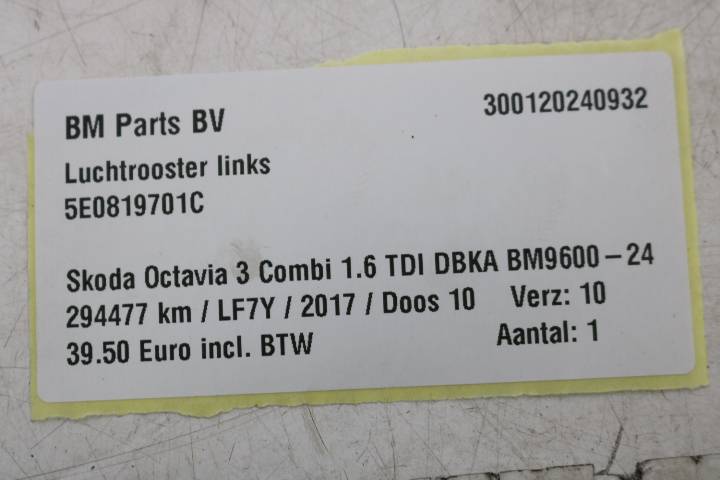 BM Parts BV 300120240932
Luchtrooster links
5E0819701C
Skoda Octavia 3 Combi 1.6 TDI DBKA BM9600-24
294477 km / LF7Y / 2017 / Doos 10 Verz: 10
39.50 Euro incl. BTW Aantal: 1